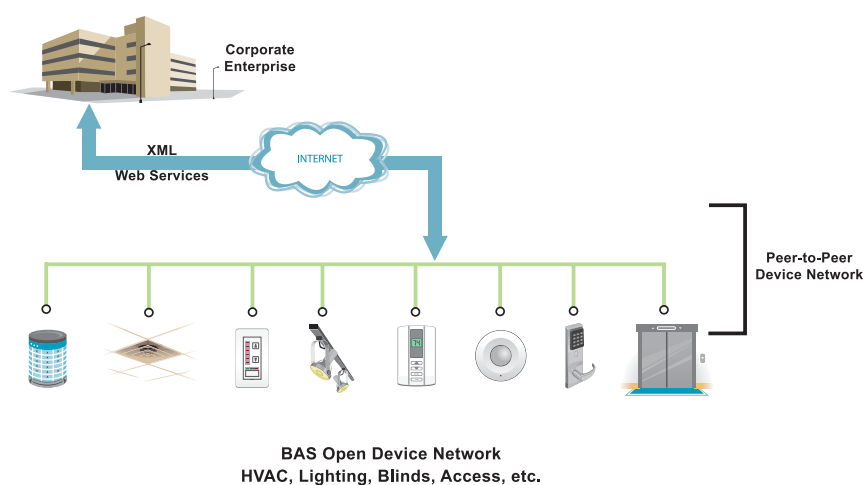 Corporate
Enterprise
XML
Web Services
INTERNET
Peer-to-Peer
Device Network
74
BAS Open Device Network
HVAC, Lighting, Blinds, Access, etc.